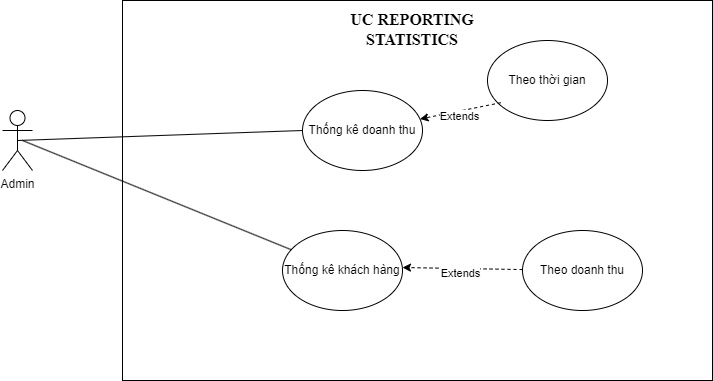 UC REPORTING
STATISTICS
Theo thời gian
Extends
Thống kê doanh thu
Admin
Thống kê khách hàng
Extends
Theo doanh thu